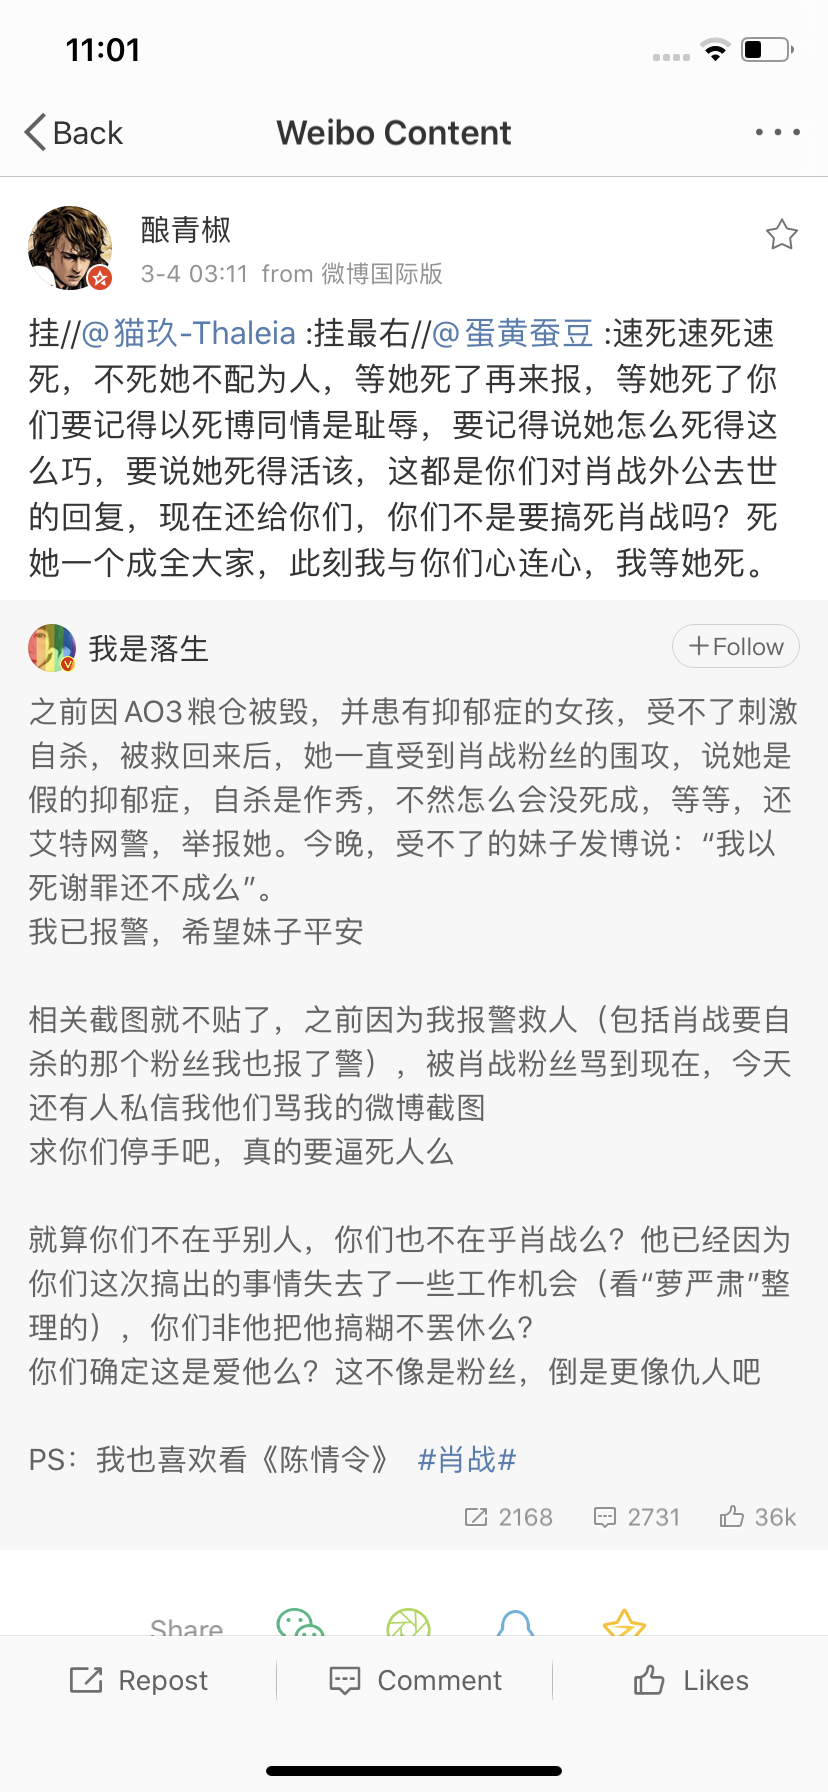 11:01
Back
Weibo Content
酿青椒
3-4 03:11 from 微博国际版
挂//@猫玖-Thaleia :挂最右//@蛋黄蚕豆 :速死速死速
死，不死她不配为人，等她死了再来报，等她死了你
们要记得以死博同情是耻辱，要记得说她怎么死得这
么巧，要说她死得活该，这都是你们对肖战外公去世
的回复，现在还给你们，你们不是要搞死肖战吗？死
她一个成全大家，此刻我与你们心连心，我等她死。
我是落生
+Follow
之前因AO3粮仓被毁，并患有抑郁症的女孩，受不了刺激
自杀，被救回来后，她一直受到肖战粉丝的围攻，说她是
假的抑郁症，自杀是作秀，不然怎么会没死成，等等，还
艾特网警，举报她。今晚，受不了的妹子发博说：“我以
死谢罪还不成么”。
我已报警，希望妹子平安
相关截图就不贴了，之前因为我报警救人（包括肖战要自
杀的那个粉丝我也报了警），被肖战粉丝骂到现在，今天
还有人私信我他们骂我的微博截图
求你们停手吧，真的要逼死人么
就算你们不在乎别人，你们也不在乎肖战么？他已经因为
你们这次搞出的事情失去了一些工作机会（看“萝严肃”整
理的），你们非他把他搞糊不罢休么？
你们确定这是爱他么？这不像是粉丝，倒是更像仇人吧
PS：我也喜欢看《陈情令》 #肖战#
2168 2731 36k
Share
Repost
Comment
Likes